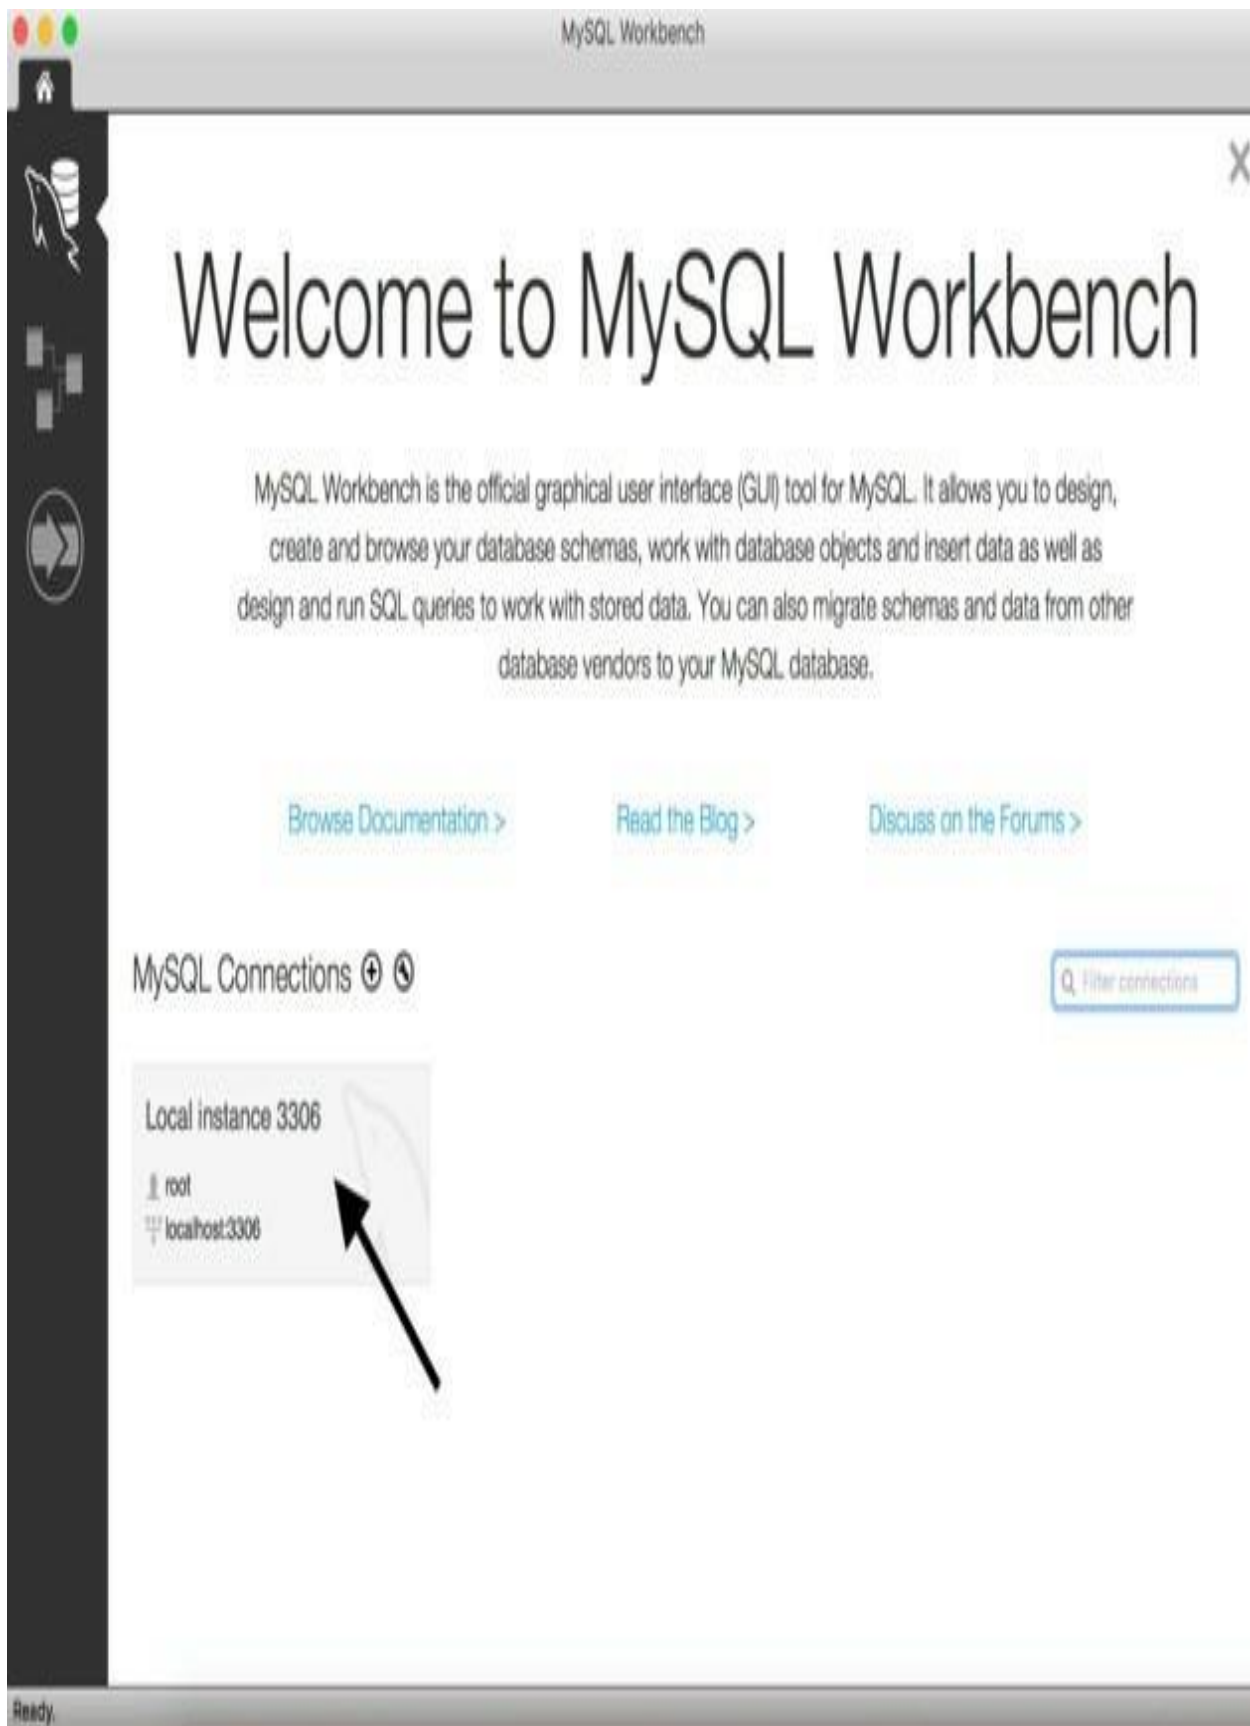 MySQL Workbench
Welcome to MySQL Workbench
MySQL Workbench is the official graphical user interface (GUI) tool for MySQL. It allows you to design,
create and browse your database schemas, work with database objects and insert data as well as
design and run SQL queries to work with stored data. You can also migrate schemas and data from other
database vendors to your MySQL database.
Browse Documentation > Read the Blog > Discuss on the Forums >
MySQL Connections
Filter connections
Local instance 3306
root
localhost:3306
Ready.